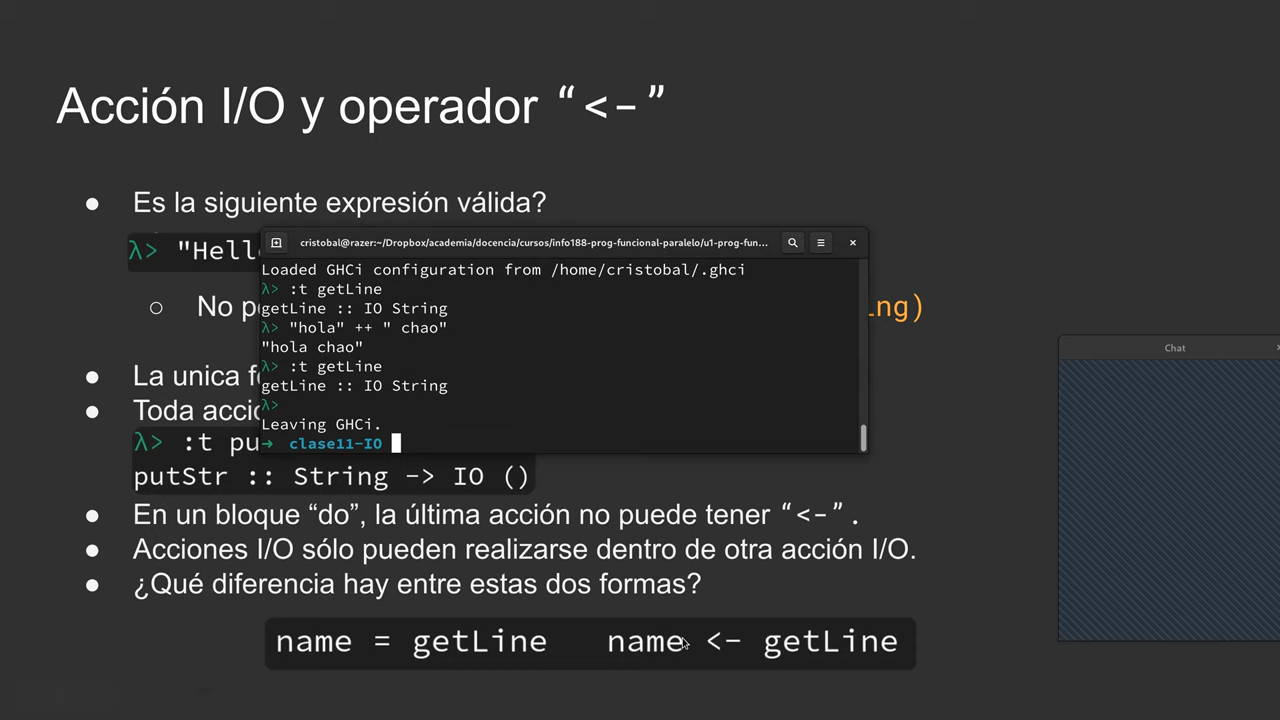 Acción I/O y operador “<-”
● Es la siguiente expresión válida?
λ> "Hell
○ No p
ng)
● La unica f
● Toda acci
λ> :t pu
putStr :: String -> IO ()
● En un bloque “do”, la última acción no puede tener “<-”.
● Acciones I/O sólo pueden realizarse dentro de otra acción I/O.
● ¿Qué diferencia hay entre estas dos formas?
name = getLine name <- getLine
cristobal@razer:~/Dropbox/academia/docencia/cursos/info188-prog-funcional-paralelo/u1-prog-fun...
Loaded GHCi configuration from /home/cristobal/.ghci
λ> :t getLine
getLine :: IO String
λ> "hola" ++ " chao"
"hola chao"
λ> :t getLine
getLine :: IO String
λ>
Leaving GHCi.
→ clase11-IO
Chat